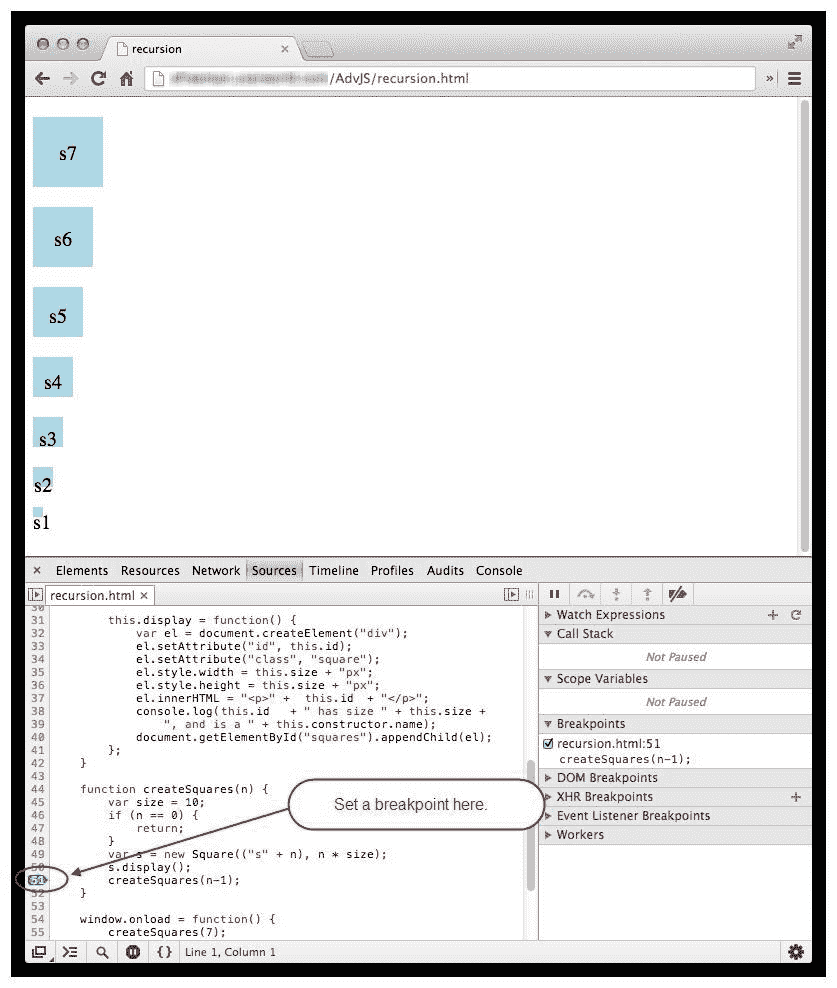 recursion
/AdvJS/recursion.html
s7
s6
s5
s4
s3
s2
s1
Elements Resources Network Sources Timeline Profiles Audits Console
recursion.html
30
31 this.display = function() {
32 var el = document.createElement("div");
33 el.setAttribute("id", this.id);
34 el.setAttribute("class", "square");
35 el.style.width = this.size + "px";
36 el.style.height = this.size + "px";
37 el.innerHTML = "<p>" + this.id + "</p>";
38 console.log(this.id + " has size " + this.size +
39 ", and is a " + this.constructor.name);
40 document.getElementById("squares").appendChild(el);
41 };
42 }
43
44 function createSquares(n) {
45 var size = 10;
46 if (n == 0) {
47 return;
48 }
49 var s = new Square(("s" + n), n * size);
50 s.display();
51 createSquares(n-1);
52 }
53
54 window.onload = function() {
55 createSquares(7);
Set a breakpoint here.
Watch Expressions
Call Stack
Not Paused
Scope Variables
Not Paused
Breakpoints
recursion.html:51
createSquares(n-1);
DOM Breakpoints
XHR Breakpoints
Event Listener Breakpoints
Workers
Line 1, Column 1